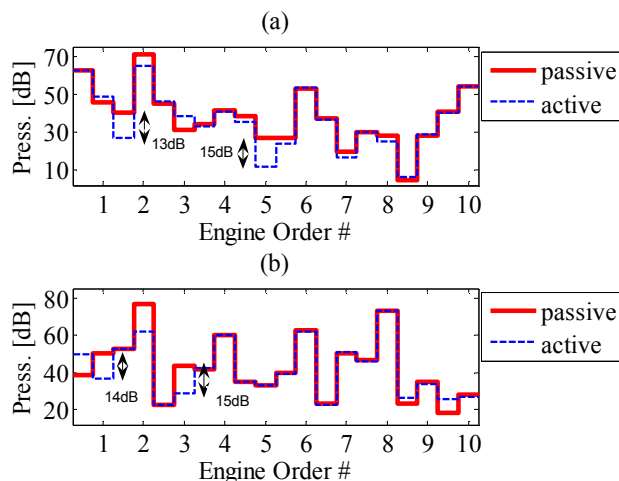 (a)
Press. [dB]
70
50
30
10
13dB
15dB
passive
active
1 2 3 4 5 6 7 8 9 10
Engine Order #
(b)
Press. [dB]
80
60
40
20
14dB
15dB
passive
active
1 2 3 4 5 6 7 8 9 10
Engine Order #